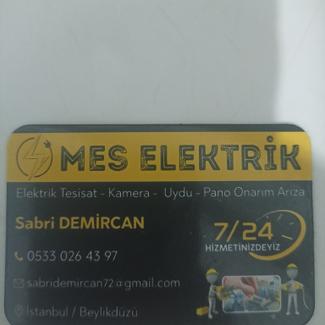 MES ELEKTRİK
Elektrik Tesisat - Kamera - Uydu - Pano Onarım Arıza
Sabri DEMİRCAN
7/24
HİZMETİNİZDEYİZ
0533 026 43 97
sabridemircan72@gmail.com
İstanbul / Beylikdüzü